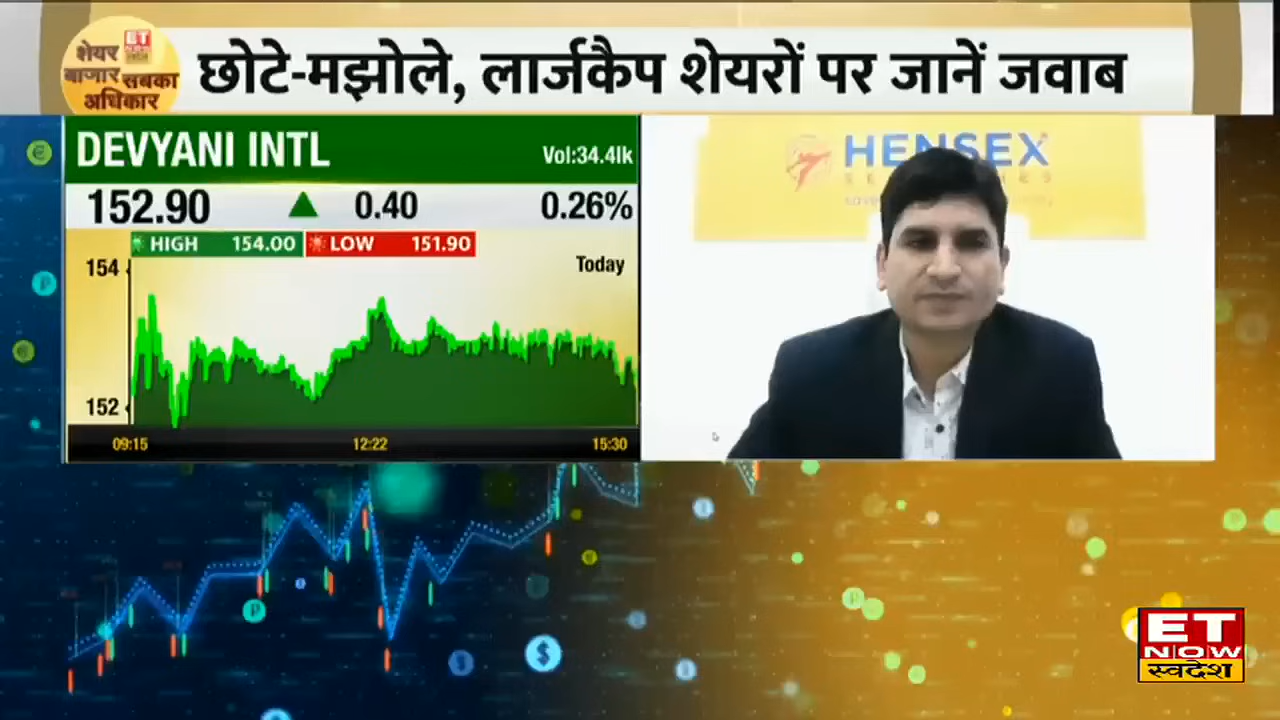 शेयर
बाजार सबका
अधिकार
ET
NOW
छोटे-मझोले, लार्जकैप शेयरों पर जानें जवाब
DEVYANI INTL
Vol:34.4lk
152.90 ▲ 0.40 0.26%
HIGH 154.00 LOW 151.90
Today
154
152
09:15 12:22 15:30
HENSEX
ET
NOW
स्वदेश